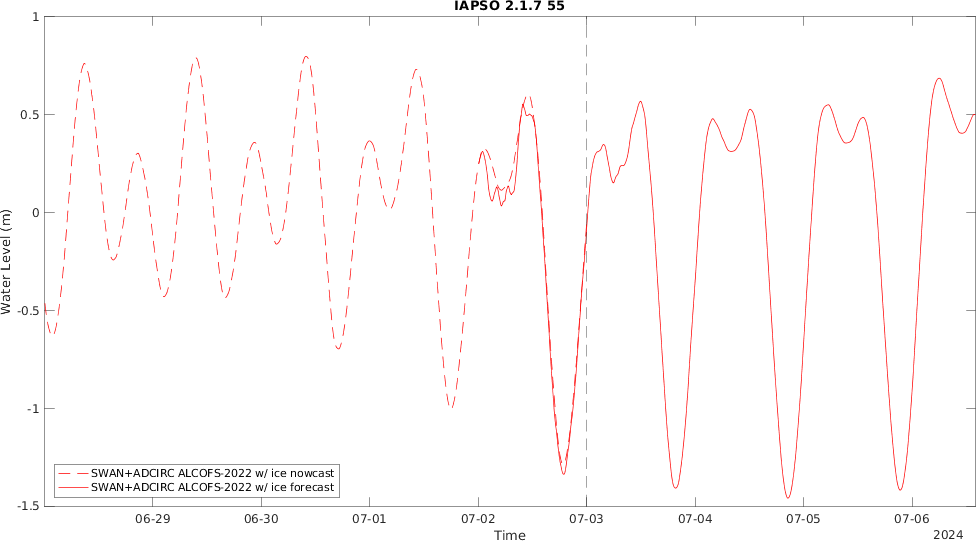 IAPSO 2.1.7 55
1
0.5
0
-0.5
-1
-1.5
Water Level (m)
SWAN+ADCIRC ALCOFS-2022 w/ ice nowcast
SWAN+ADCIRC ALCOFS-2022 w/ ice forecast
06-29 06-30 07-01 07-02 07-03 07-04 07-05 07-06
Time
2024